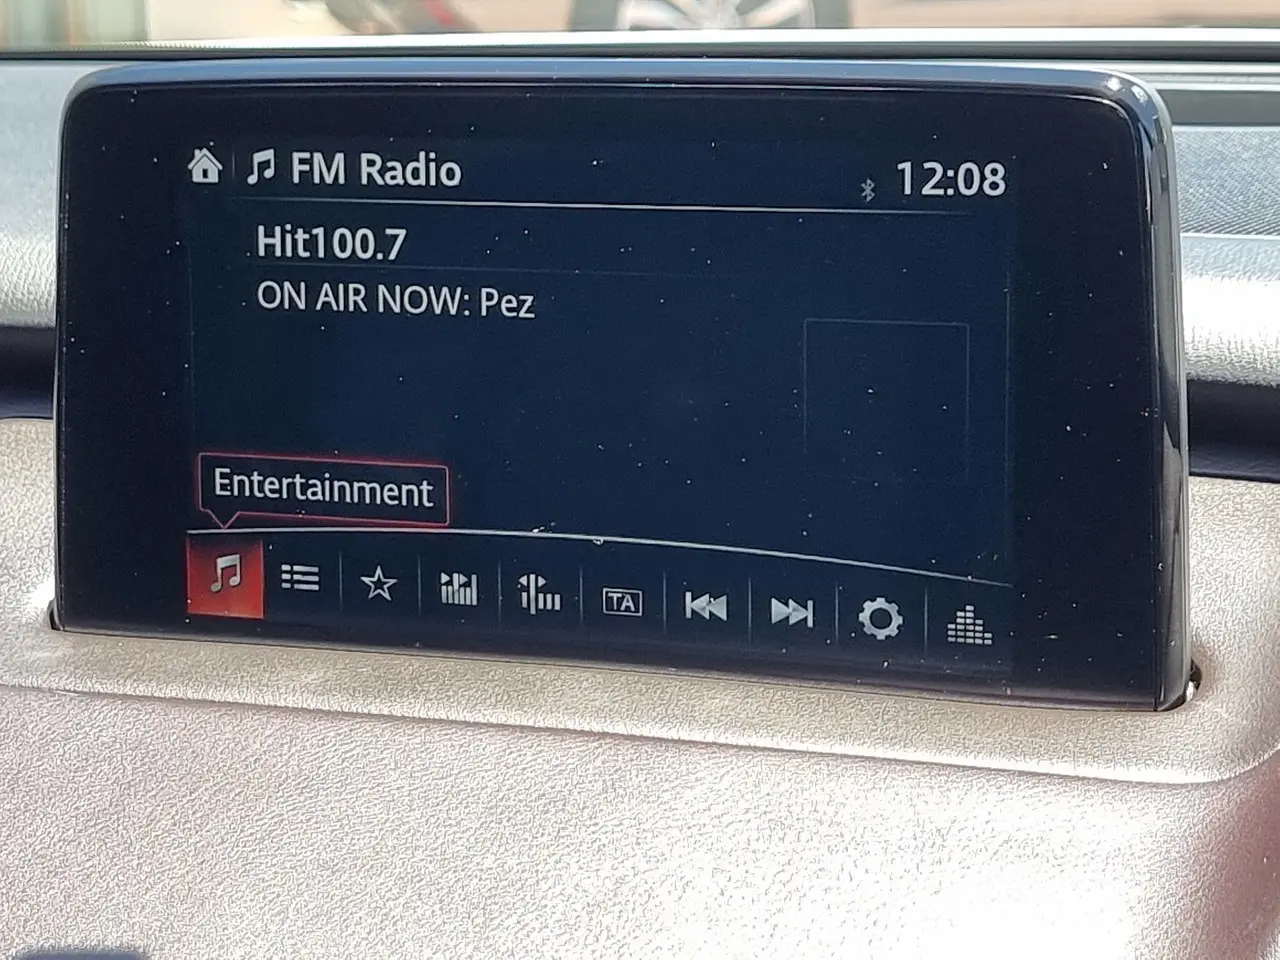 FM Radio
12:08
Hit100.7
ON AIR NOW: Pez
Entertainment
TA